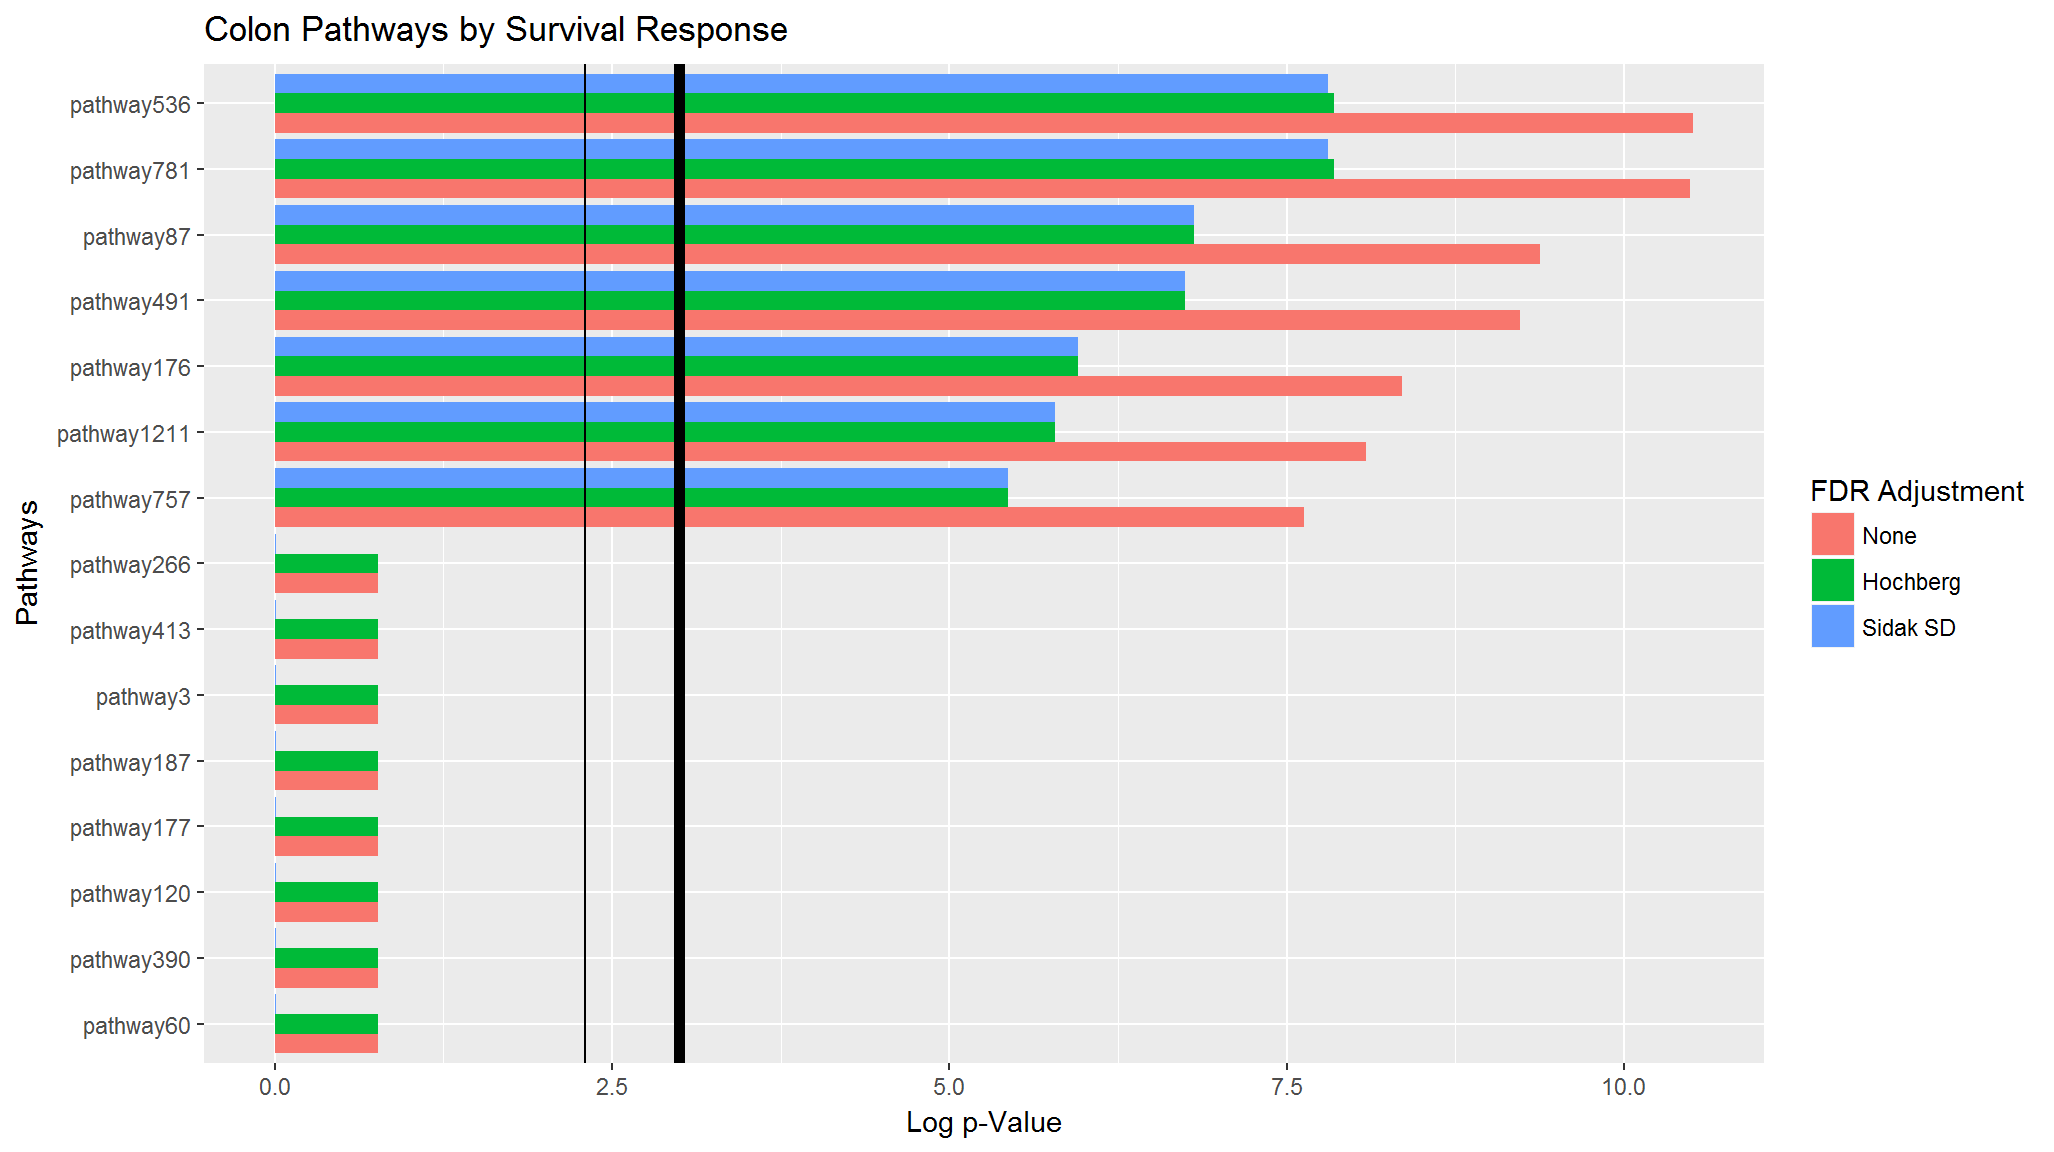 Colon Pathways by Survival Response
Pathways
pathway536
pathway781
pathway87
pathway491
pathway176
pathway1211
pathway757
pathway266
pathway413
pathway3
pathway187
pathway177
pathway120
pathway390
pathway60
0.0 2.5 5.0 7.5 10.0
Log p-Value
FDR Adjustment
None
Hochberg
Sidak SD